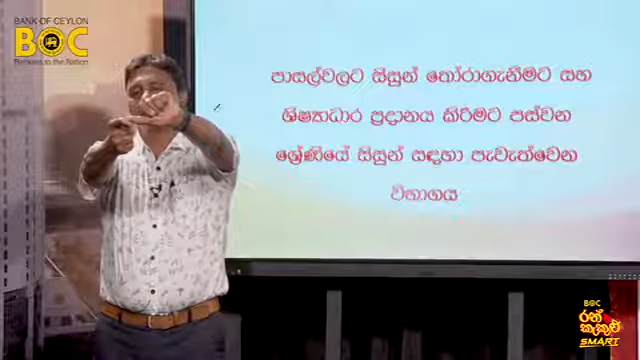 BANK OF CEYLON
BOC
Bankers to the Nation
පාසල්වලට සිසුන් තෝරාගැනීමට සහ
ශිෂ්‍යාධාර ප්‍රදානය කිරීමට පස්වන
ශ්‍රේණියේ සිසුන් සඳහා පැවැත්වෙන
විභාගය
BOC
රන්
කැකුළු
SMART